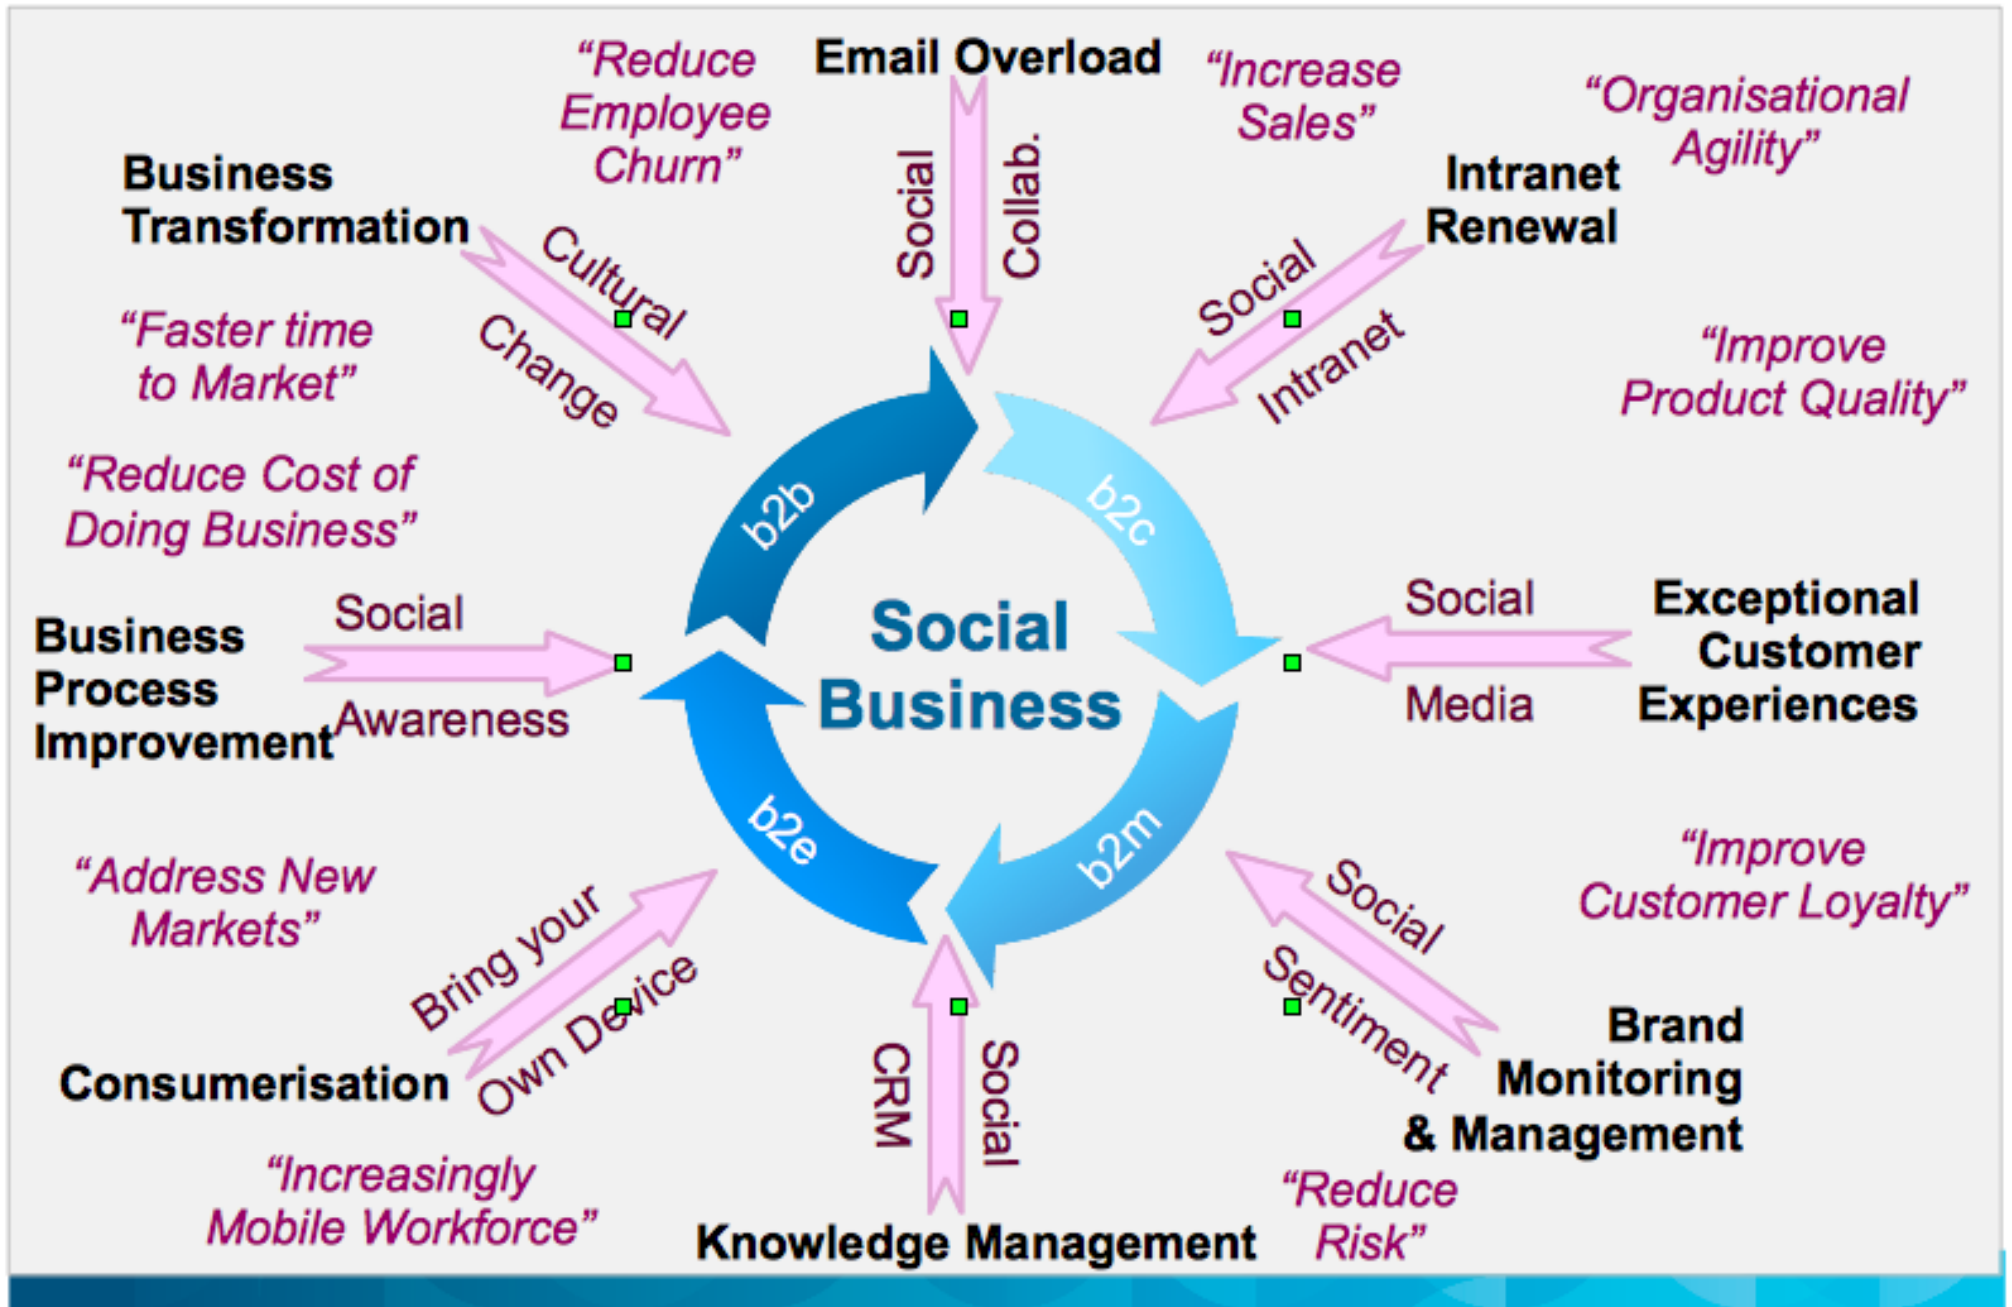 “Reduce
Employee
Churn”
Email Overload
“Increase
Sales”
“Organisational
Agility”
Business
Transformation
Cultural
Change
Social
Collab.
Intranet
Renewal
Social
Intranet
“Faster time
to Market”
“Improve
Product Quality”
“Reduce Cost of
Doing Business”
b2b
b2c
Social
Business
Business
Process
Improvement
Social
Awareness
Social
Media
Exceptional
Customer
Experiences
b2e
b2m
“Address New
Markets”
“Improve
Customer Loyalty”
Bring your
Own Device
Consumerisation
CRM
Social
Social
Sentiment
Brand
Monitoring
& Management
“Increasingly
Mobile Workforce”
Knowledge Management
“Reduce
Risk”